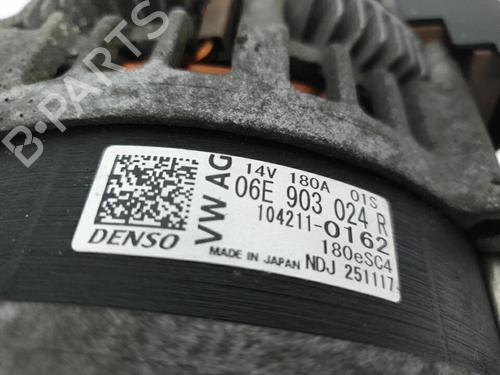 B-PARTS
14V 180A 01S
VW AG
06E 903 024 R
104211-0162
180eSC4
DENSO
MADE IN JAPAN NDJ 251117